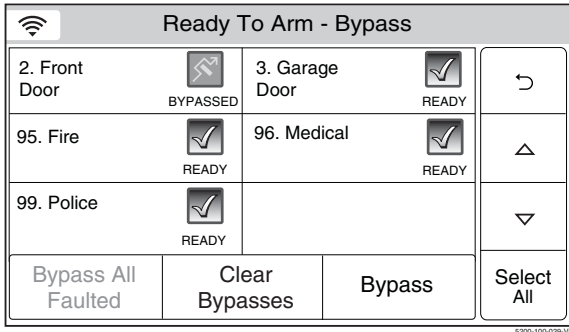 Ready To Arm - Bypass
2. Front
Door
BYPASSED
3. Garage
Door
READY
95. Fire
READY
96. Medical
READY
99. Police
READY
Bypass All
Faulted
Clear
Bypasses
Bypass
Select
All